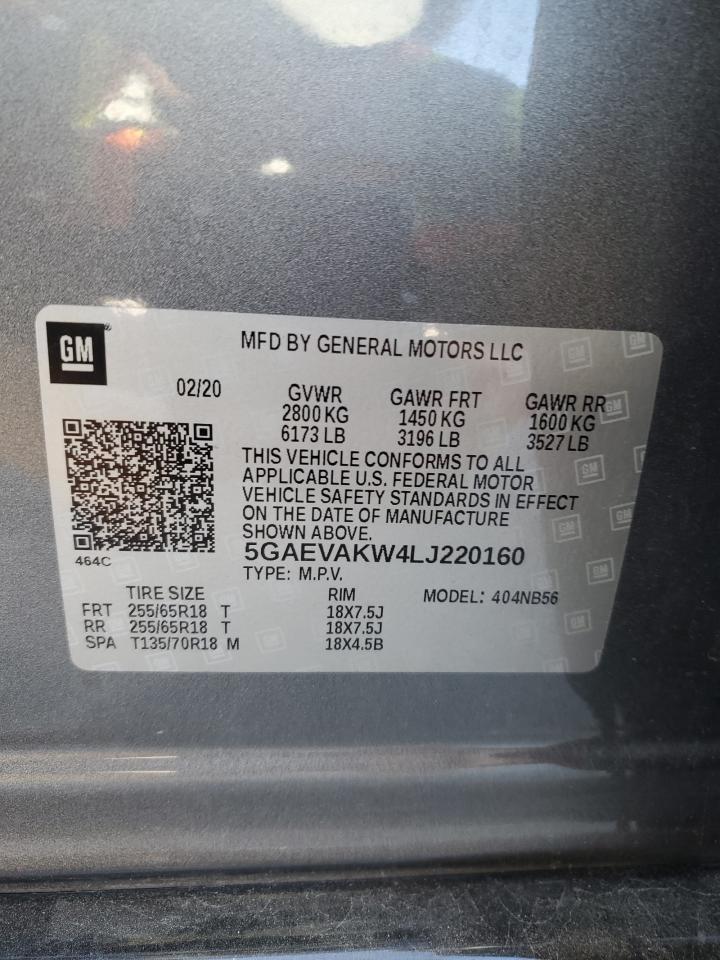 GM
MFD BY GENERAL MOTORS LLC
02/20
GVWR GAWR FRT GAWR RR
2800 KG 1450 KG 1600 KG
6173 LB 3196 LB 3527 LB
THIS VEHICLE CONFORMS TO ALL
APPLICABLE U.S. FEDERAL MOTOR
VEHICLE SAFETY STANDARDS IN EFFECT
ON THE DATE OF MANUFACTURE
SHOWN ABOVE.
464C
5GAEVAKW4LJ220160
TYPE: M.P.V.
TIRE SIZE RIM MODEL: 404NB56
FRT 255/65R18 T 18X7.5J
RR 255/65R18 T 18X7.5J
SPA T135/70R18 M 18X4.5B